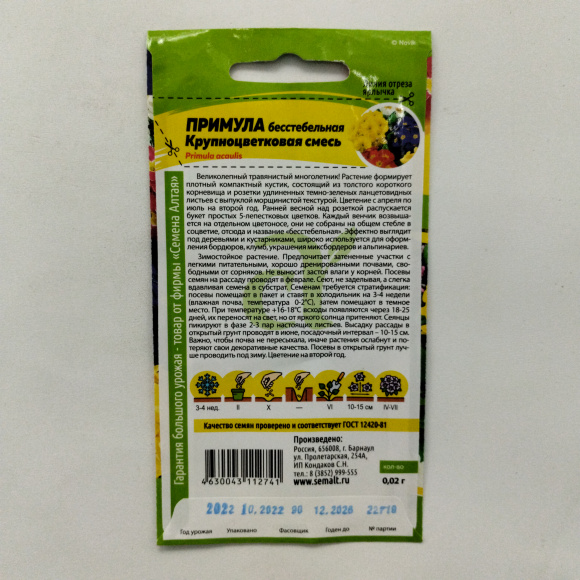 © Nikol
Линия отреза
ярлычка
ПРИМУЛА бесстебельная
Крупноцветковая смесь
Primula acaulis
Великолепный травянистый многолетник! Растение формирует
плотный компактный кустик, состоящий из толстого короткого
корневища и розетки удлиненных темно-зеленых ланцетовидных
листьев с выпуклой морщинистой текстурой. Цветение с апреля по
июль на второй год. Ранней весной над розеткой распускается
букет простых 5-лепестковых цветков. Каждый венчик возвыша-
ется на отдельном цветоносе, они не собраны на общем стебле в
соцветие, отсюда и название «бесстебельная». Эффектно выглядит
под деревьями и кустарниками, широко используется для оформ-
ления бордюров, клумб, украшения миксбордеров и альпинариев.
Зимостойкое растение. Предпочитает затененные участки с
легкими питательными, хорошо дренированными почвами, сво-
бодными от сорняков. Не выносит застоя влаги у корней. Посевы
семян на рассаду проводят в феврале. Сеют, не заделывая, а слегка
вдавливая семена в субстрат. Семенам требуется стратификация:
посевы помещают в пакет и ставят в холодильник на 3-4 недели
(влажная почва, температура 0-2°С), затем помещают в темное
место. При температуре +16-18°С всходы появляются через 18-25
дней, их переносят на свет, но от яркого солнца притеняют. Сеянцы
пикируют в фазе 2-3 пар настоящих листьев. Высадку рассады в
открытый грунт проводят в июне, посадочный интервал – 10-15 см.
Важно, чтобы почва не пересыхала, иначе растения ослабнут и по-
теряют свои декоративные качества. Посевы в открытый грунт луч-
ше проводить под зиму. Цветение на второй год.
3-4 нед. II X — VI 10-15 см IV-VII
Качество семян проверено и соответствует ГОСТ 12420-81
Произведено:
Россия, 656008, г. Барнаул
ул. Пролетарская, 254А,
ИП Кондаков С.Н.
тел.: 8 (3852) 999-555
www.semalt.ru
КОЛ-ВО
0,02 г
4630043112741
2022 10.2022 90 12.2026
Год урожая Упаковано Фасовщик Годен до № партии
Гарантия большого урожая - товар от фирмы «Семена Алтая»